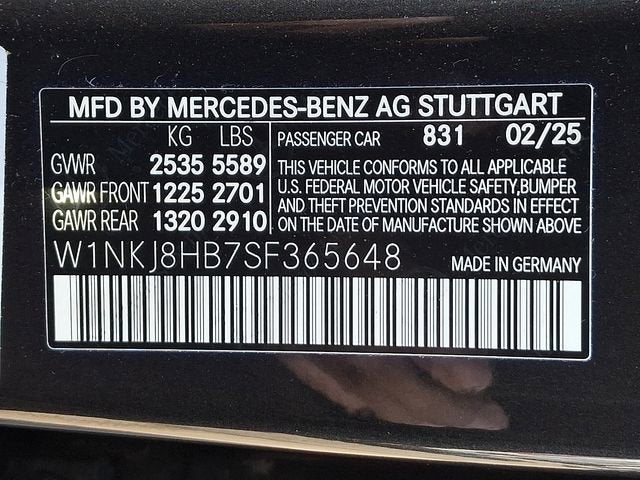 MFD BY MERCEDES-BENZ AG STUTTGART
KG LBS
GVWR 2535 5589
GAWR FRONT 1225 2701
GAWR REAR 1320 2910
PASSENGER CAR 831 02/25
THIS VEHICLE CONFORMS TO ALL APPLICABLE
U.S. FEDERAL MOTOR VEHICLE SAFETY,BUMPER
AND THEFT PREVENTION STANDARDS IN EFFECT
ON THE DATE OF MANUFACTURE SHOWN ABOVE
W1NKJ8HB7SF365648
MADE IN GERMANY